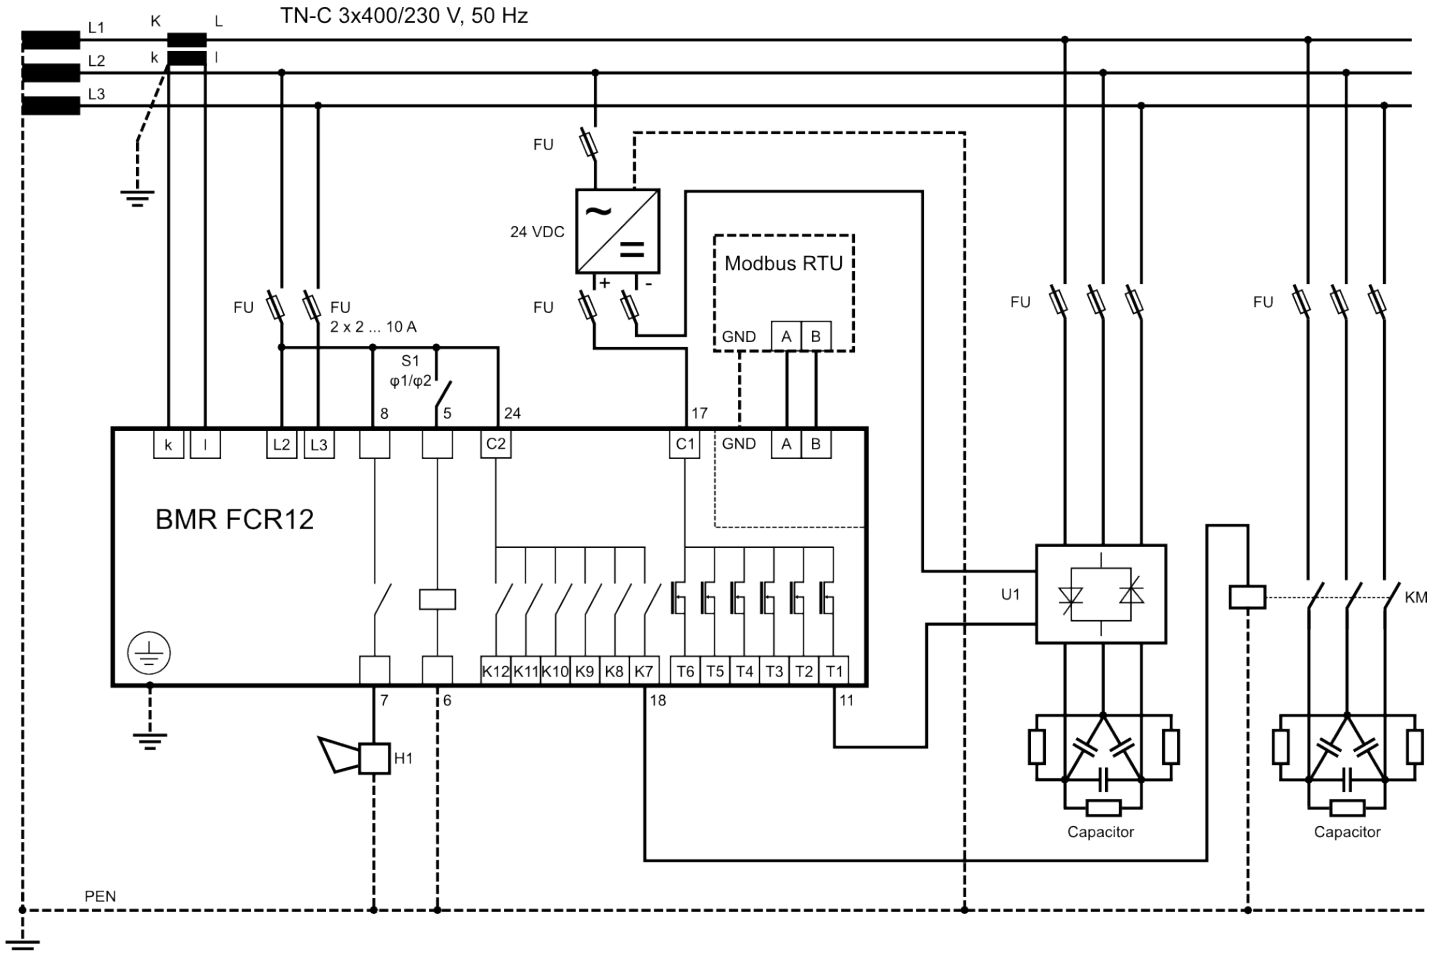 TN-C 3x400/230 V, 50 Hz
L1
K
L
L2
k
l
L3
FU
24 VDC
~
=
+
-
Modbus RTU
FU
FU
2 x 2 ... 10 A
FU
GND
A
B
FU
FU
S1
φ1/φ2
8
5
24
17
k
l
L2
L3
C2
C1
GND
A
B
BMR FCR12
U1
KM
K12
K11
K10
K9
K8
K7
T6
T5
T4
T3
T2
T1
7
6
18
11
H1
Capacitor
Capacitor
PEN